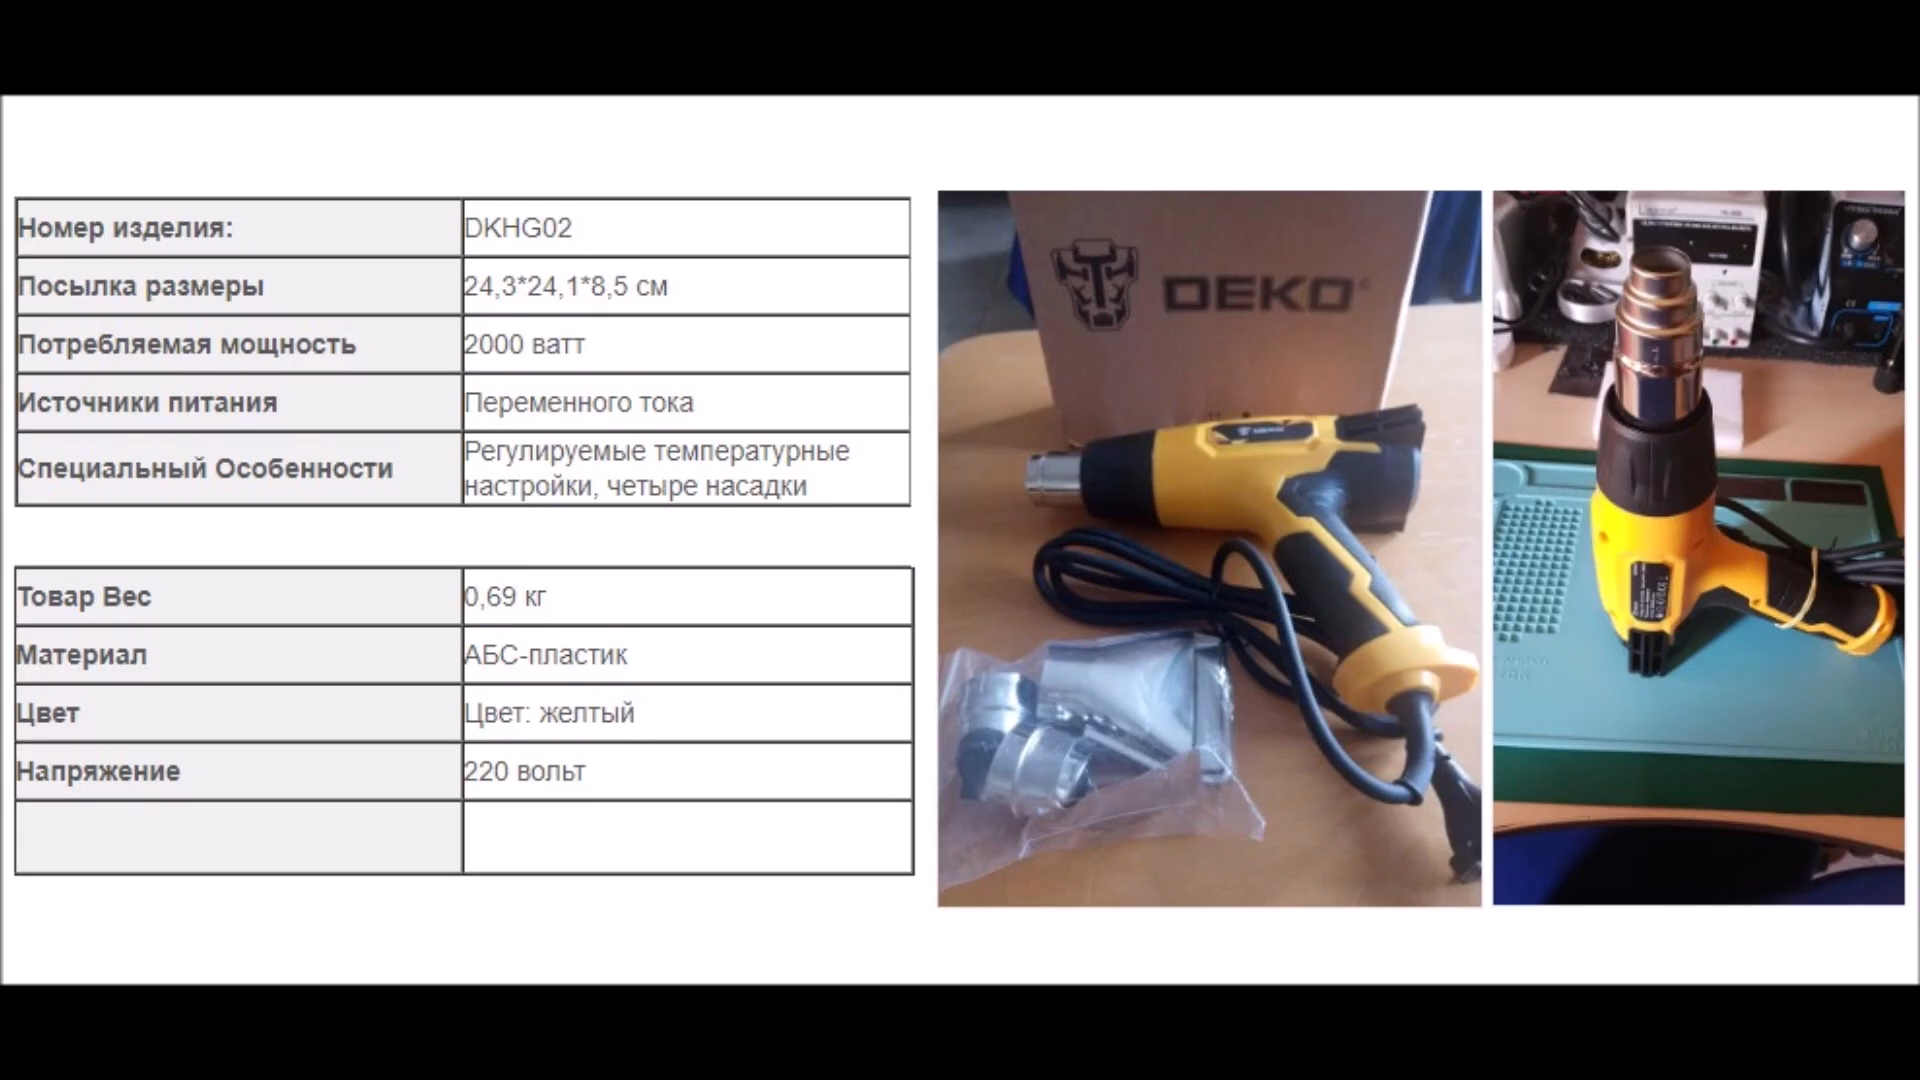 Номер изделия: DKHG02
Посылка размеры 24,3*24,1*8,5 см
Потребляемая мощность 2000 ватт
Источники питания Переменного тока
Специальный Особенности Регулируемые температурные
настройки, четыре насадки
Товар Вес 0,69 кг
Материал АБС-пластик
Цвет Цвет: желтый
Напряжение 220 вольт
DEKO
DEKO